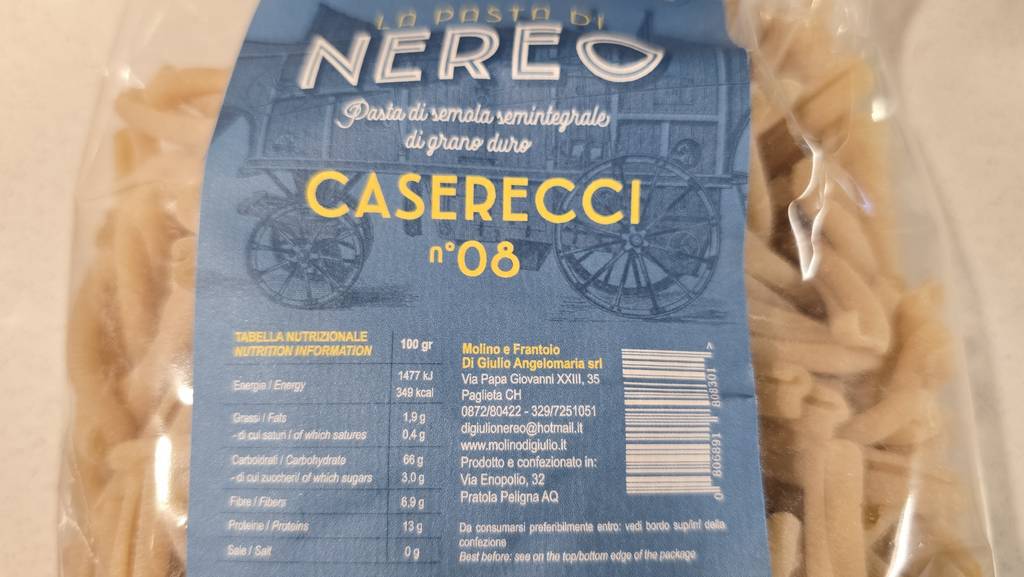 LA PASTA DI
NEREO
Pasta di semola semintegrale
di grano duro
CASERECCI
n°08
TABELLA NUTRIZIONALE
NUTRITION INFORMATION
100 gr
Energia / Energy
1477 kJ
349 kcal
Grassi / Fats
1,9 g
- di cui saturi / of which satures
0,4 g
Carboidrati / Carbohydrate
66 g
- di cui zuccheri / of which sugars
3,0 g
Fibre / Fibers
6,9 g
Proteine / Proteins
13 g
Sale / Salt
0 g
Molino e Frantoio
Di Giulio Angelomaria srl
Via Papa Giovanni XXIII, 35
Paglieta CH
0872/80422 - 329/7251051
digiulionereo@hotmail.it
www.molinodigiulio.it
Prodotto e confezionato in:
Via Enopolio, 32
Pratola Peligna AQ
Da consumarsi preferibilmente entro: vedi bordo sup/inf della
confezione
Best before: see on the top/bottom edge of the package
0 806891 808301 >